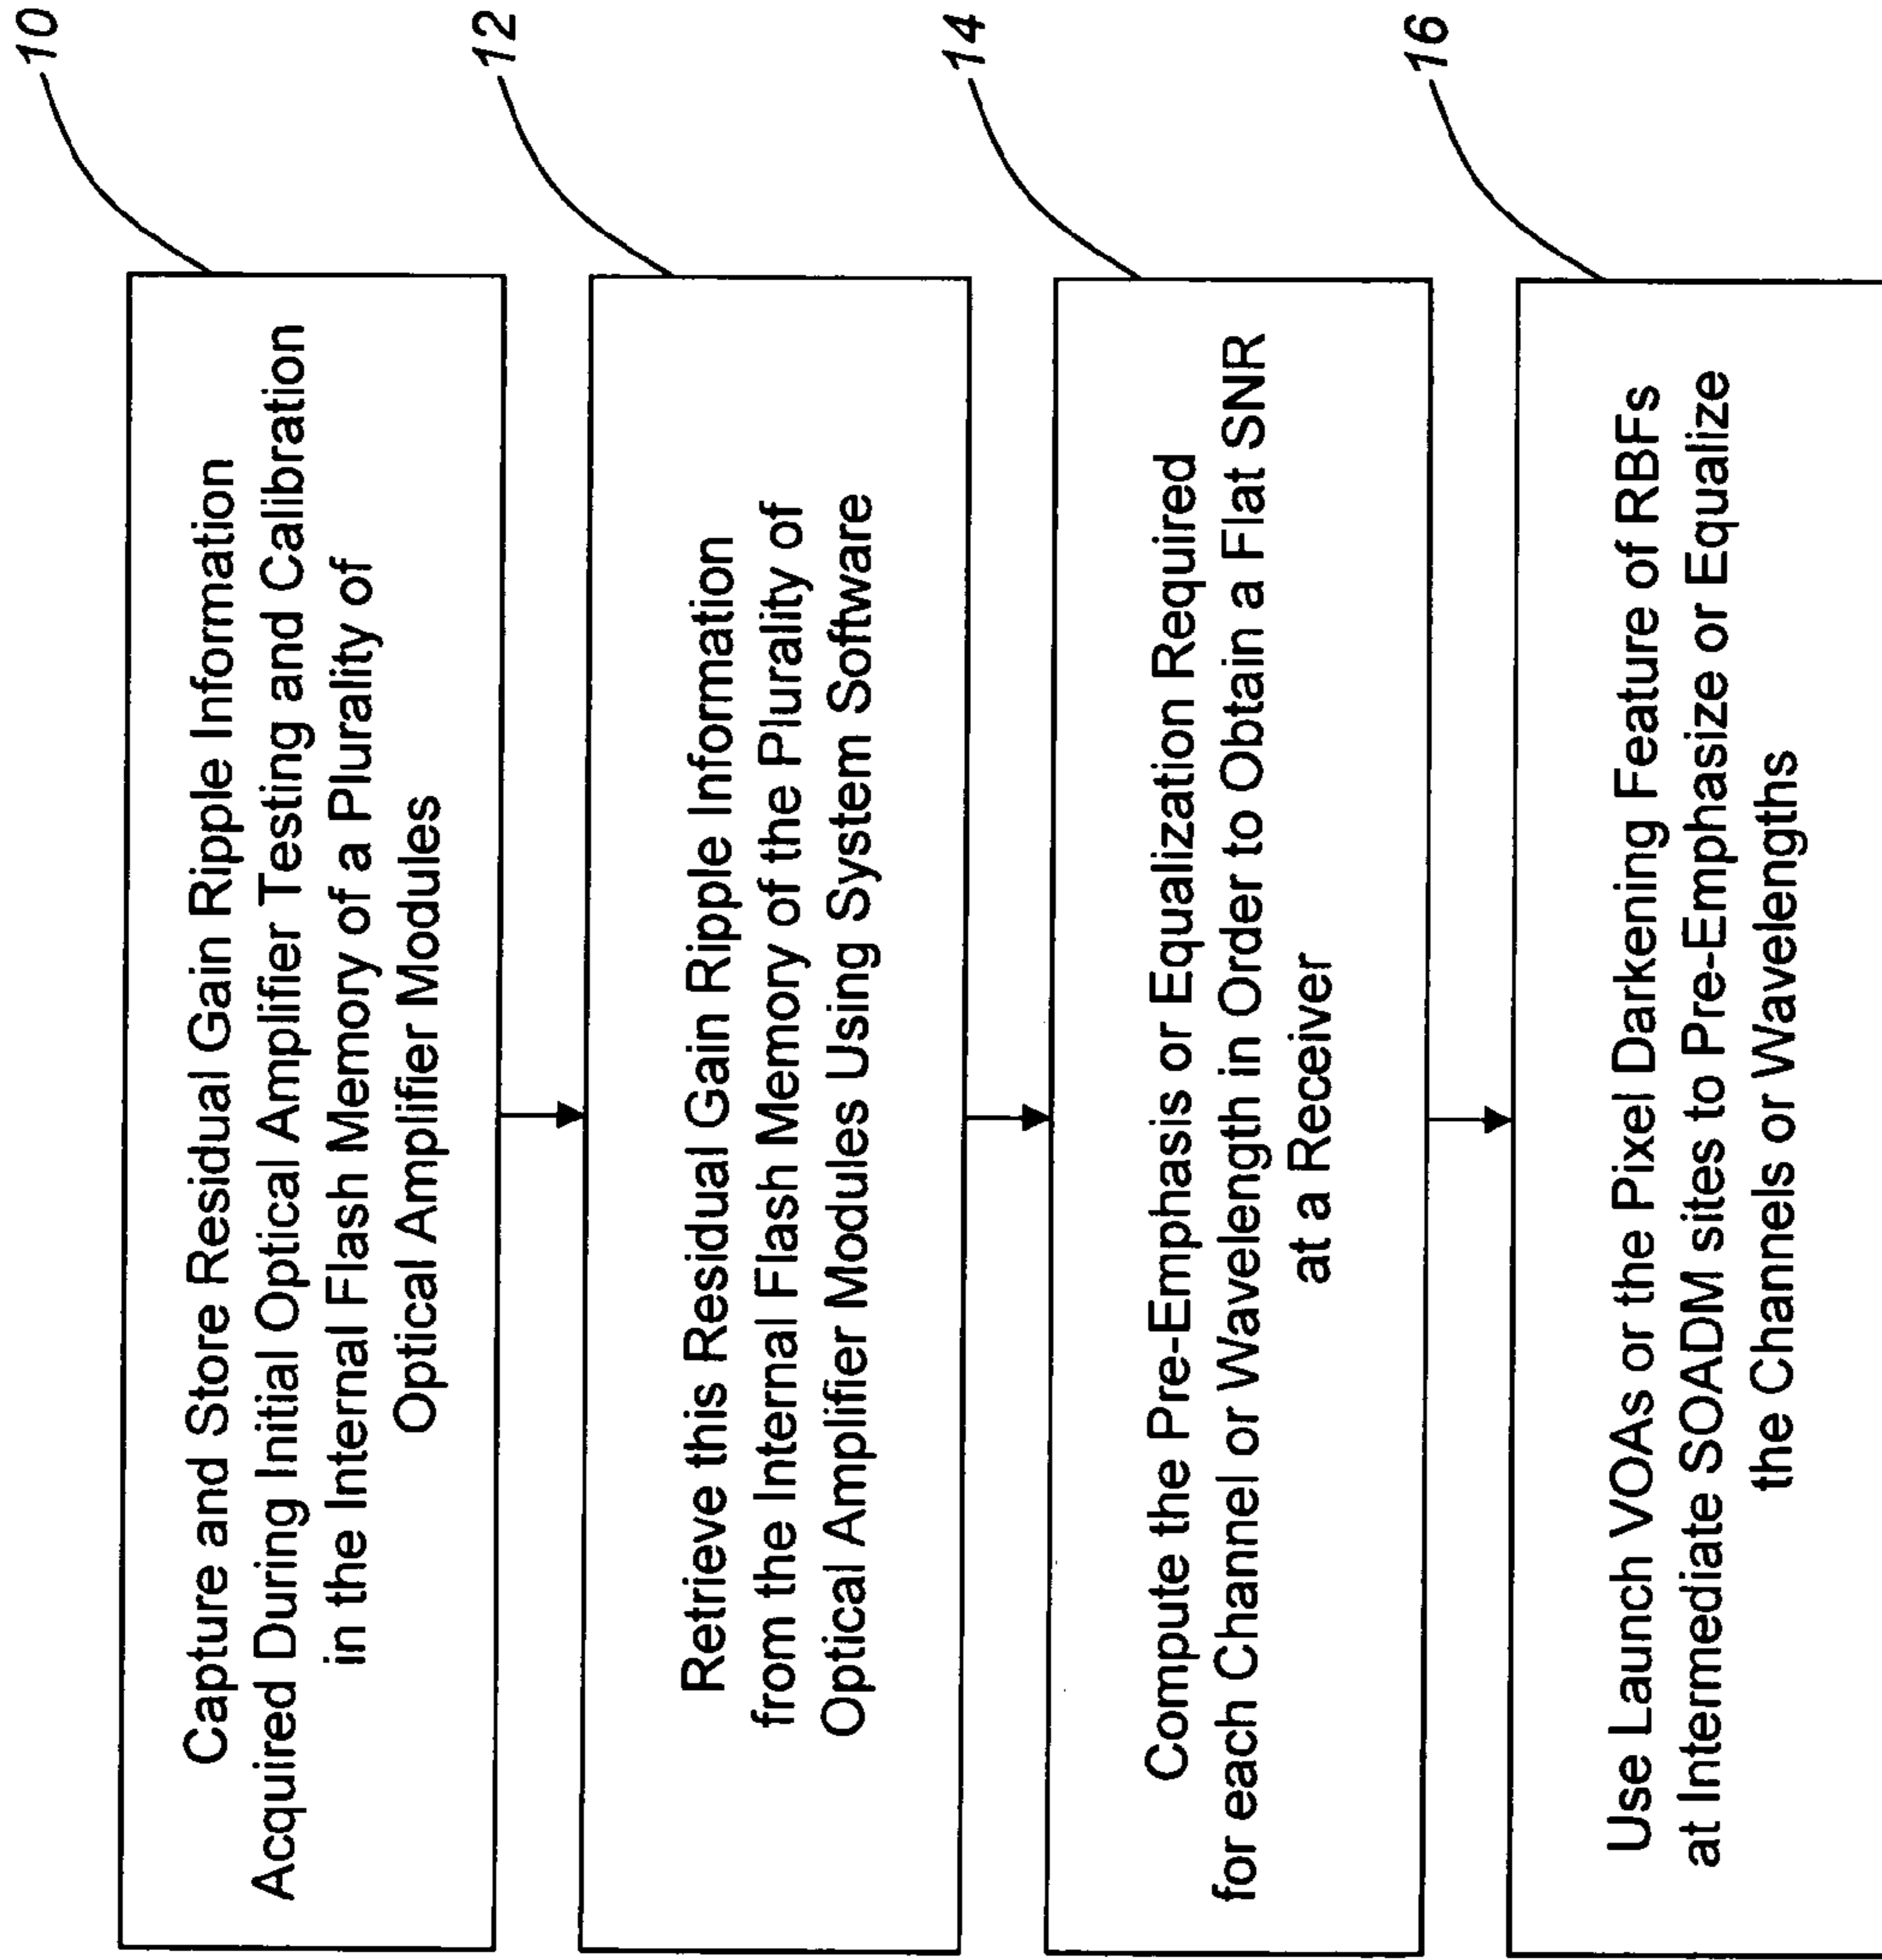 10
Capture and Store Residual Gain Ripple Information
Acquired During Initial Optical Amplifier Testing and Calibration
in the Internal Flash Memory of a Plurality of
Optical Amplifier Modules
12
Retrieve this Residual Gain Ripple Information
from the Internal Flash Memory of the Plurality of
Optical Amplifier Modules Using System Software
14
Compute the Pre-Emphasis or Equalization Required
for each Channel or Wavelength in Order to Obtain a Flat SNR
at a Receiver
16
Use Launch VOAs or the Pixel Darkening Feature of RBFs
at Intermediate SOADM sites to Pre-Emphasize or Equalize
the Channels or Wavelengths